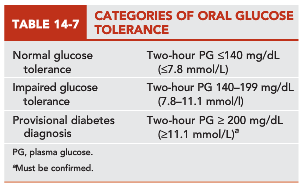 TABLE 14-7
CATEGORIES OF ORAL GLUCOSE
TOLERANCE
Normal glucose Two-hour PG ≤140 mg/dL
tolerance (≤7.8 mmol/L)
Impaired glucose Two-hour PG 140–199 mg/dL
tolerance (7.8–11.1 mmol/l)
Provisional diabetes Two-hour PG ≥ 200 mg/dL
diagnosis (≥11.1 mmol/L)ᵃ
PG, plasma glucose.
ᵃMust be confirmed.